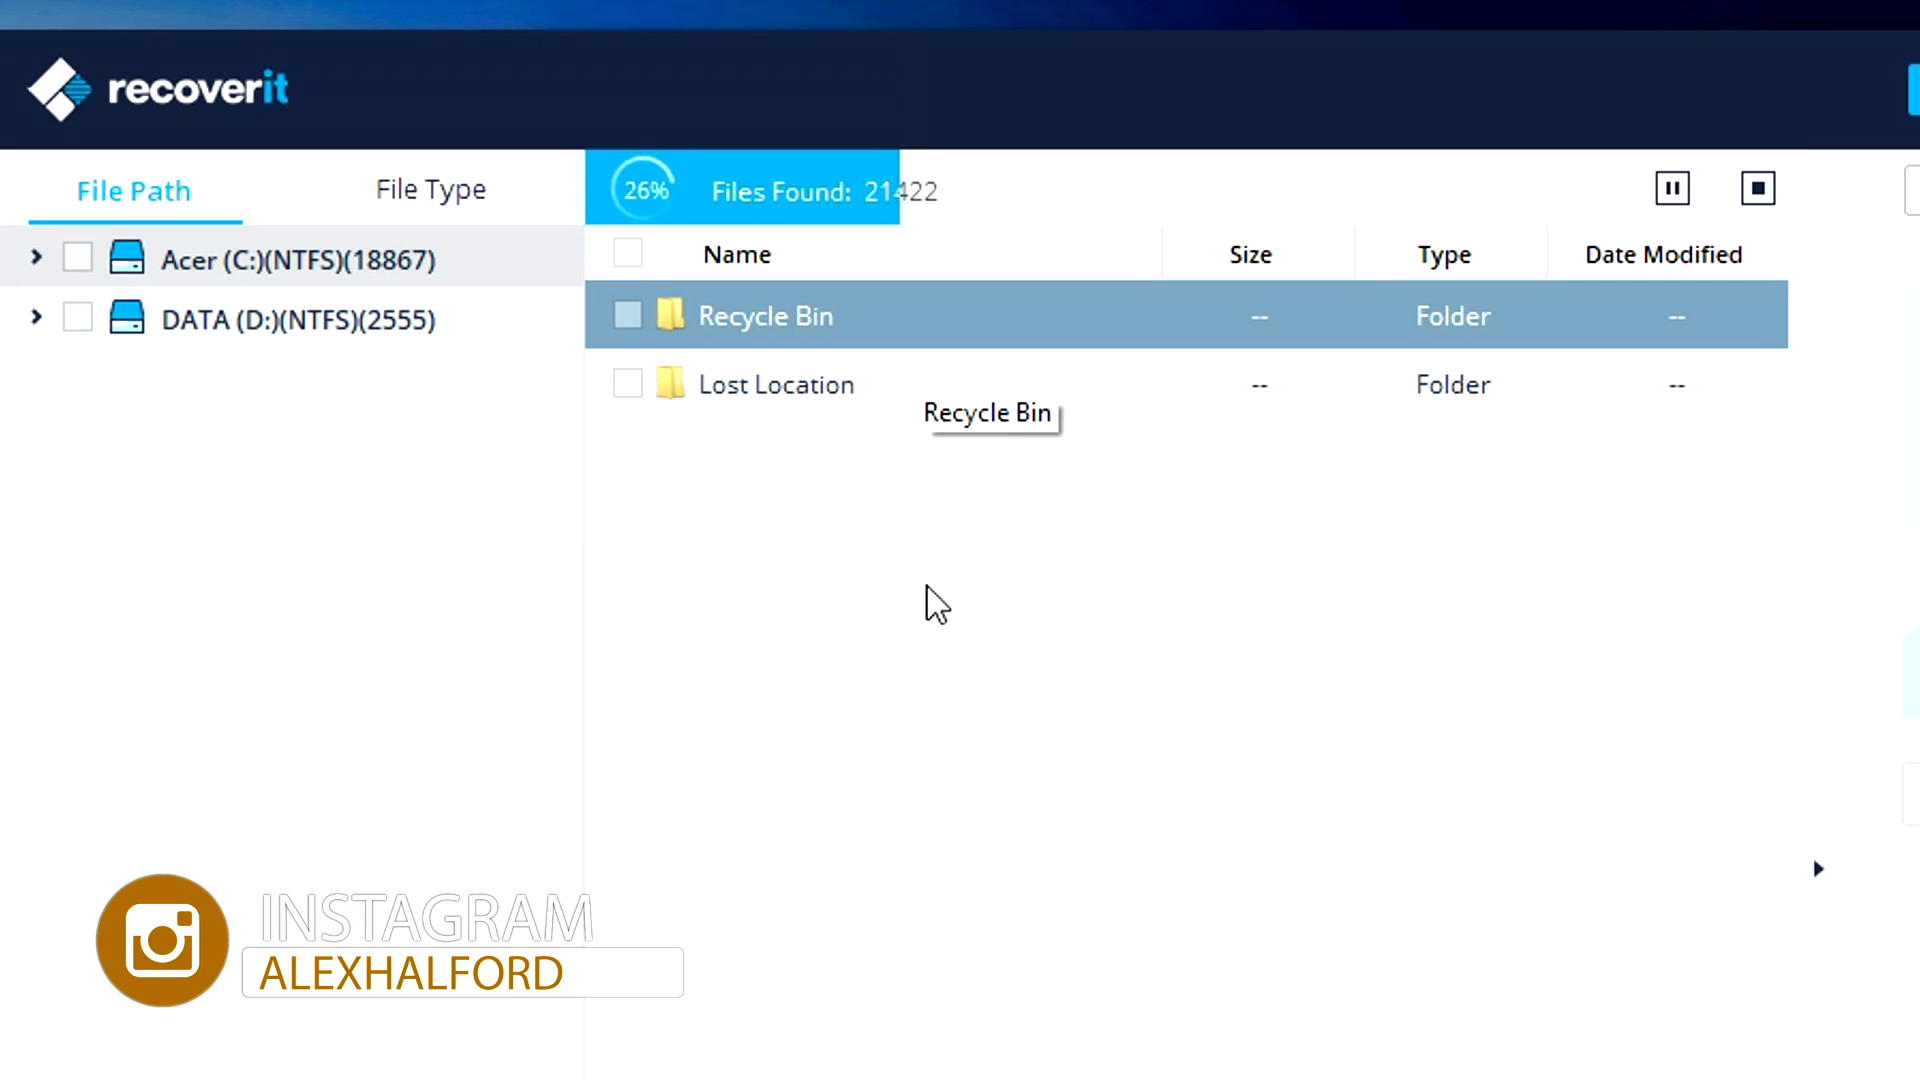 recoverit
File Path File Type
26% Files Found: 21422
Acer (C:)(NTFS)(18867)
DATA (D:)(NTFS)(2555)
Name Size Type Date Modified
Recycle Bin -- Folder --
Lost Location -- Folder --
Recycle Bin
INSTAGRAM
ALEXHALFORD